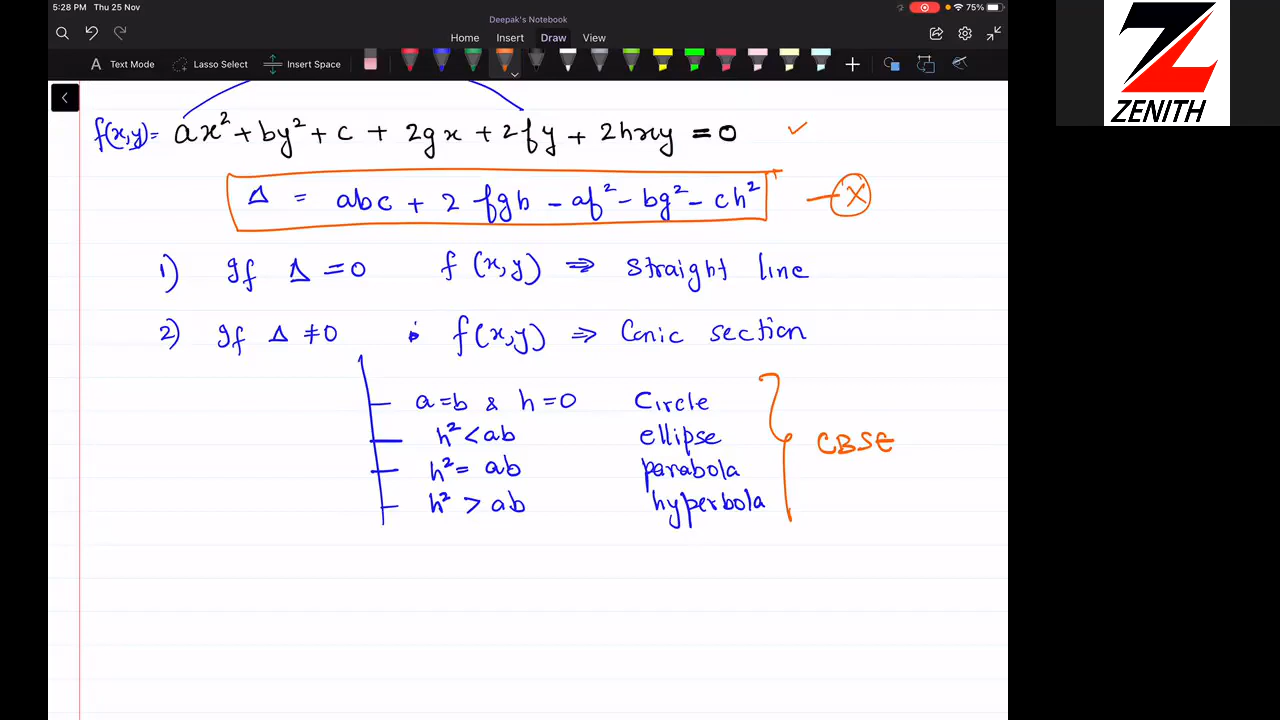 5:28 PM Thu 25 Nov
75%
Deepak's Notebook
Home Insert Draw View
Text Mode Lasso Select Insert Space
ZENITH
f(x,y)= ax² + by² + c + 2gx + 2fy + 2hxy = 0 ✓
Δ = abc + 2 fgh - af² - bg² - ch² — X
1) If Δ = 0 f (x,y) ⇒ straight line
2) If Δ ≠ 0 f(x,y) ⇒ Conic section
a=b & h=0 Circle
h² < ab ellipse
h² = ab parabola
h² > ab hyperbola
CBSE